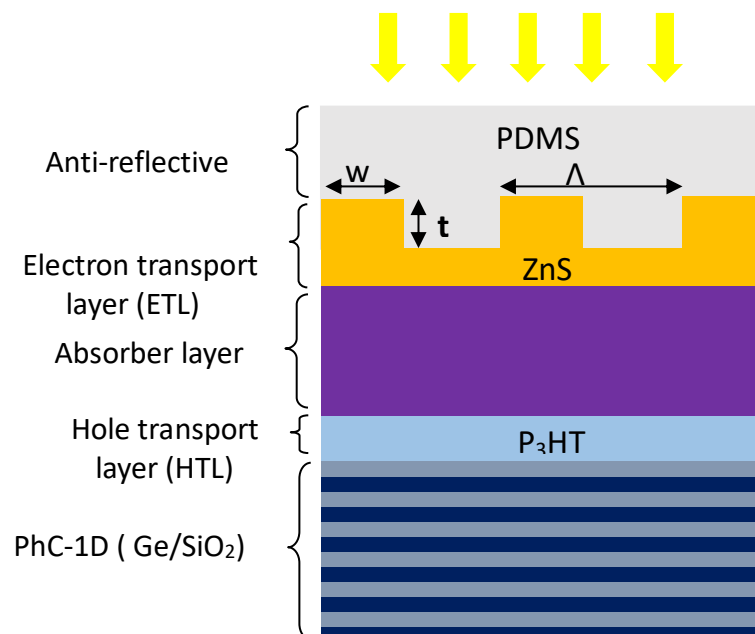 PDMS
Anti-reflective
w
Λ
t
Electron transport
layer (ETL)
ZnS
Absorber layer
Hole transport
layer (HTL)
P₃HT
PhC-1D ( Ge/SiO₂)